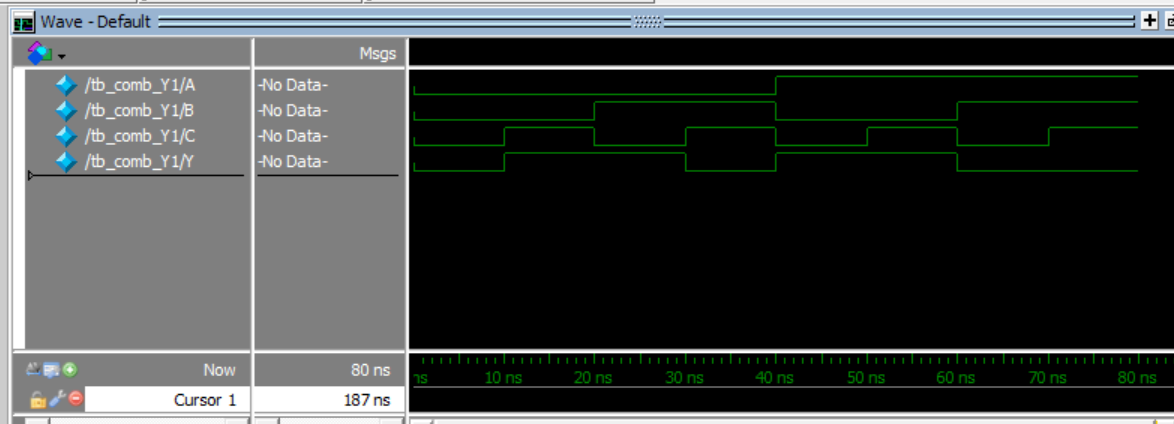 Wave - Default
Msgs
/tb_comb_Y1/A -No Data-
/tb_comb_Y1/B -No Data-
/tb_comb_Y1/C -No Data-
/tb_comb_Y1/Y -No Data-
Now 80 ns
ns 10 ns 20 ns 30 ns 40 ns 50 ns 60 ns 70 ns 80 ns
Cursor 1 187 ns